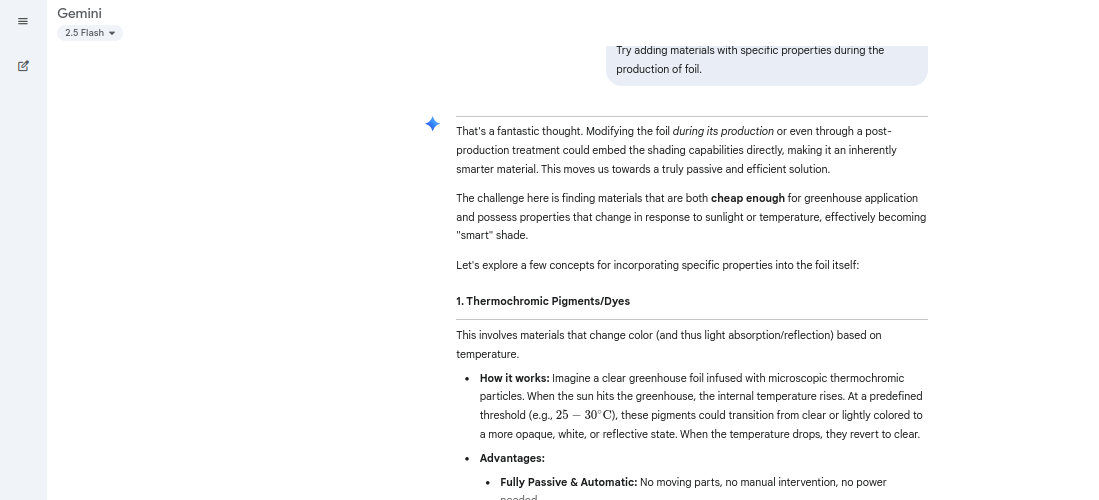 Gemini
2.5 Flash
Try adding materials with specific properties during the
production of foil.
That's a fantastic thought. Modifying the foil during its production or even through a post-
production treatment could embed the shading capabilities directly, making it an inherently
smarter material. This moves us towards a truly passive and efficient solution.
The challenge here is finding materials that are both cheap enough for greenhouse application
and possess properties that change in response to sunlight or temperature, effectively becoming
"smart" shade.
Let's explore a few concepts for incorporating specific properties into the foil itself:
1. Thermochromic Pigments/Dyes
This involves materials that change color (and thus light absorption/reflection) based on
temperature.
• How it works: Imagine a clear greenhouse foil infused with microscopic thermochromic
particles. When the sun hits the greenhouse, the internal temperature rises. At a predefined
threshold (e.g., 25 − 30°C), these pigments could transition from clear or lightly colored to
a more opaque, white, or reflective state. When the temperature drops, they revert to clear.
• Advantages:
• Fully Passive & Automatic: No moving parts, no manual intervention, no power
needed.